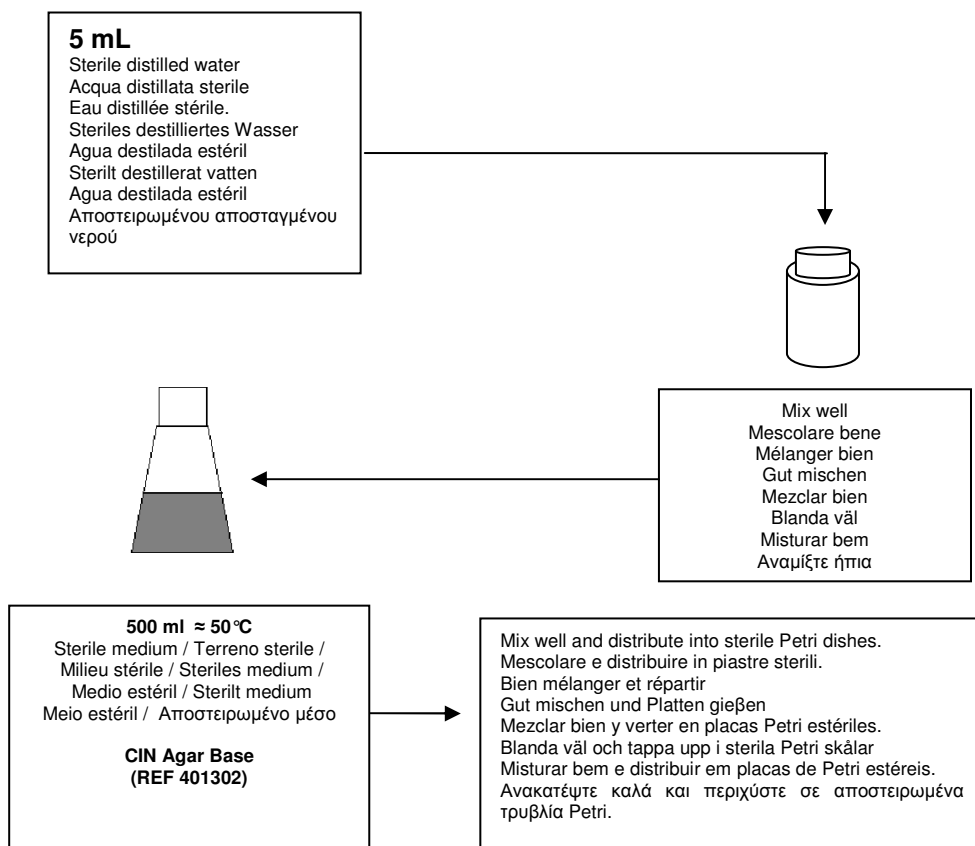 5 mL
Sterile distilled water
Acqua distillata sterile
Eau distillée stérile.
Steriles destilliertes Wasser
Agua destilada estéril
Sterilt destillerat vatten
Agua destilada estéril
Αποστειρωµένου αποσταγµένου
νερού
Mix well
Mescolare bene
Mélanger bien
Gut mischen
Mezclar bien
Blanda väl
Misturar bem
Αναµίξτε ήπια
500 ml ≈ 50°C
Sterile medium / Terreno sterile /
Milieu stérile / Steriles medium /
Medio estéril / Sterilt medium
Meio estéril / Αποστειρωµένο µέσο
CIN Agar Base
(REF 401302)
Mix well and distribute into sterile Petri dishes.
Mescolare e distribuire in piastre sterili.
Bien mélanger et répartir
Gut mischen und Platten gieβen
Mezclar bien y verter en placas Petri estériles.
Blanda väl och tappa upp i sterila Petri skålar
Misturar bem e distribuir em placas de Petri estéreis.
Ανακατέψτε καλά και περιχύστε σε αποστειρωµένα
τρυβλία Petri.